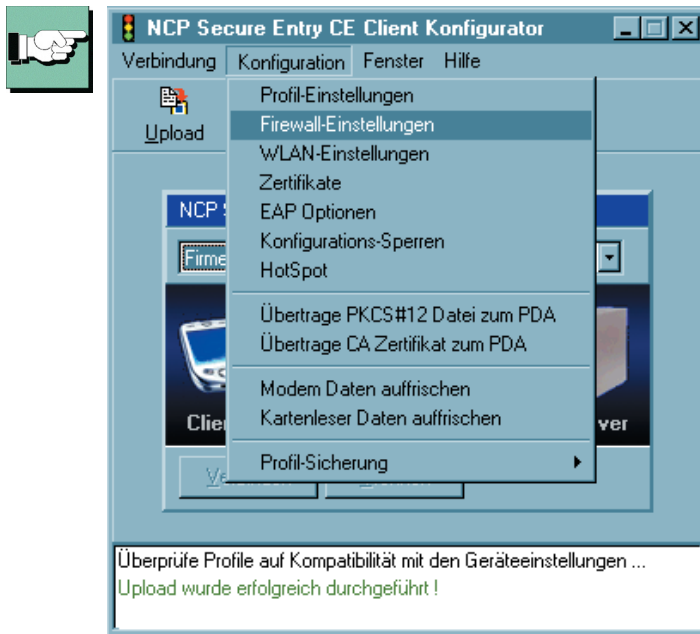 NCP Secure Entry CE Client Konfigurator
Verbindung Konfiguration Fenster Hilfe
Upload
Profil-Einstellungen
Firewall-Einstellungen
WLAN-Einstellungen
Zertifikate
EAP Optionen
Konfigurations-Sperren
HotSpot
Übertrage PKCS#12 Datei zum PDA
Übertrage CA Zertifikat zum PDA
Modem Daten auffrischen
Kartenleser Daten auffrischen
Profil-Sicherung
NCP
Überprüfe Profile auf Kompatibilität mit den Geräteeinstellungen ...
Upload wurde erfolgreich durchgeführt !